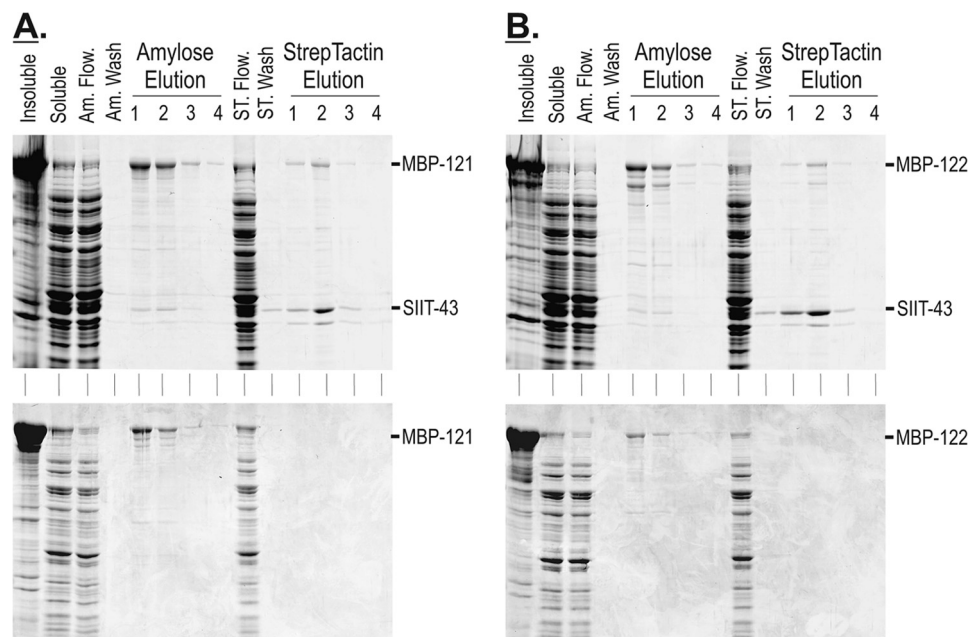 A.
Insoluble
Soluble
Am. Flow.
Am. Wash
Amylose
Elution
1 2 3 4
ST. Flow.
ST. Wash
StrepTactin
Elution
1 2 3 4
MBP-121
SIIT-43
MBP-121
B.
Insoluble
Soluble
Am. Flow.
Am. Wash
Amylose
Elution
1 2 3 4
ST. Flow.
ST. Wash
StrepTactin
Elution
1 2 3 4
MBP-122
SIIT-43
MBP-122